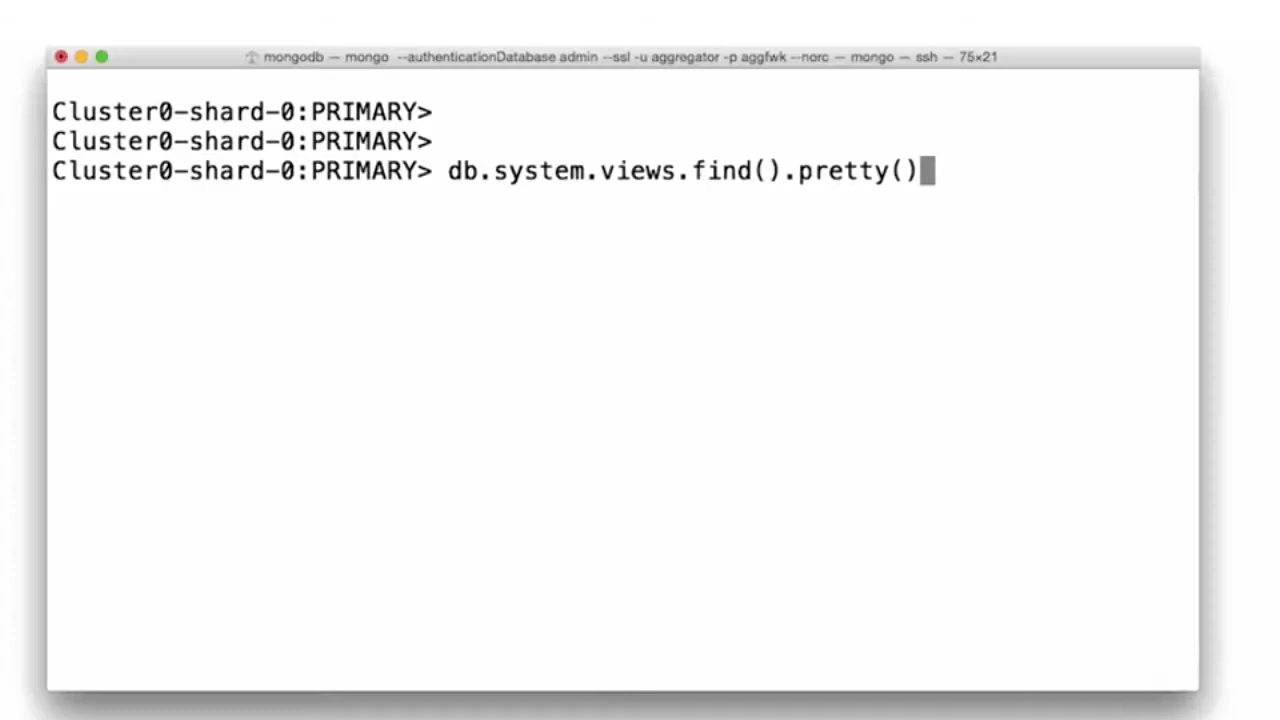 mongodb — mongo --authenticationDatabase admin --ssl -u aggregator -p aggfwk --norc — mongo — ssh — 75×21
Cluster0-shard-0:PRIMARY>
Cluster0-shard-0:PRIMARY>
Cluster0-shard-0:PRIMARY> db.system.views.find().pretty()